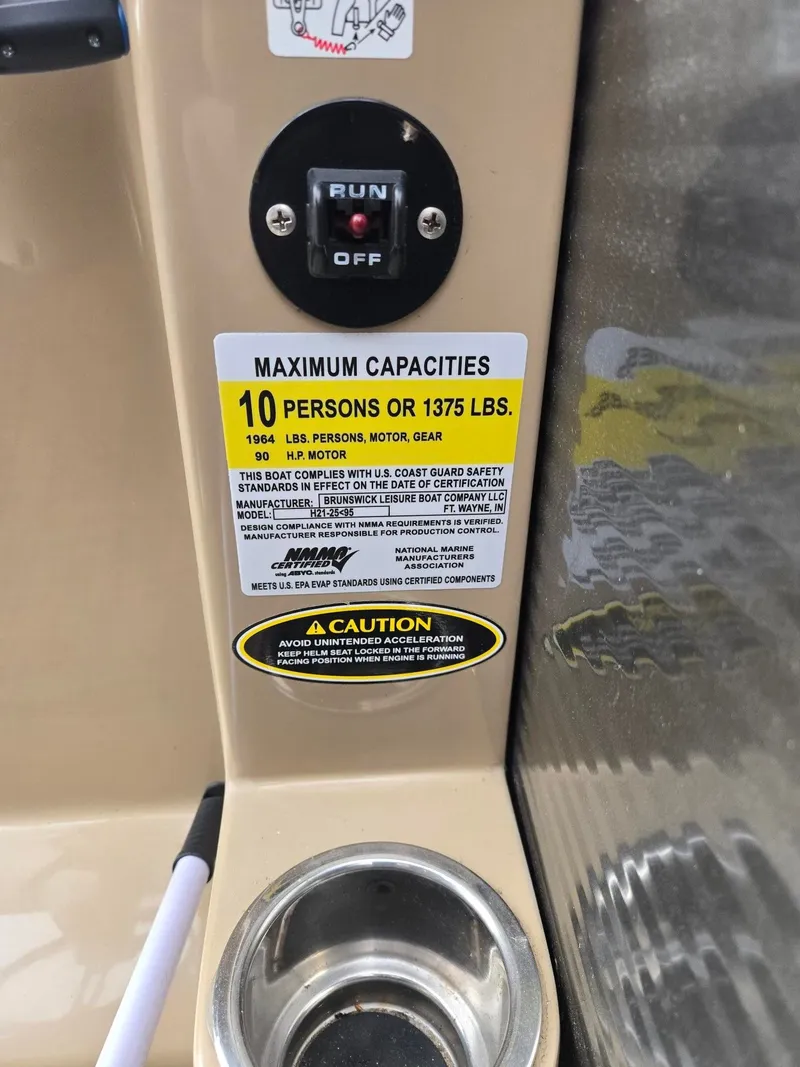 RUN
OFF
MAXIMUM CAPACITIES
10 PERSONS OR 1375 LBS.
1964 LBS. PERSONS, MOTOR, GEAR
90 H.P. MOTOR
THIS BOAT COMPLIES WITH U.S. COAST GUARD SAFETY
STANDARDS IN EFFECT ON THE DATE OF CERTIFICATION
MANUFACTURER: BRUNSWICK LEISURE BOAT COMPANY LLC
MODEL: H21-25<95 FT. WAYNE, IN
DESIGN COMPLIANCE WITH NMMA REQUIREMENTS IS VERIFIED.
MANUFACTURER RESPONSIBLE FOR PRODUCTION CONTROL.
NMMA
CERTIFIED
using ABYC. standards
NATIONAL MARINE
MANUFACTURERS
ASSOCIATION
MEETS U.S. EPA EVAP STANDARDS USING CERTIFIED COMPONENTS
CAUTION
AVOID UNINTENDED ACCELERATION
KEEP HELM SEAT LOCKED IN THE FORWARD
FACING POSITION WHEN ENGINE IS RUNNING